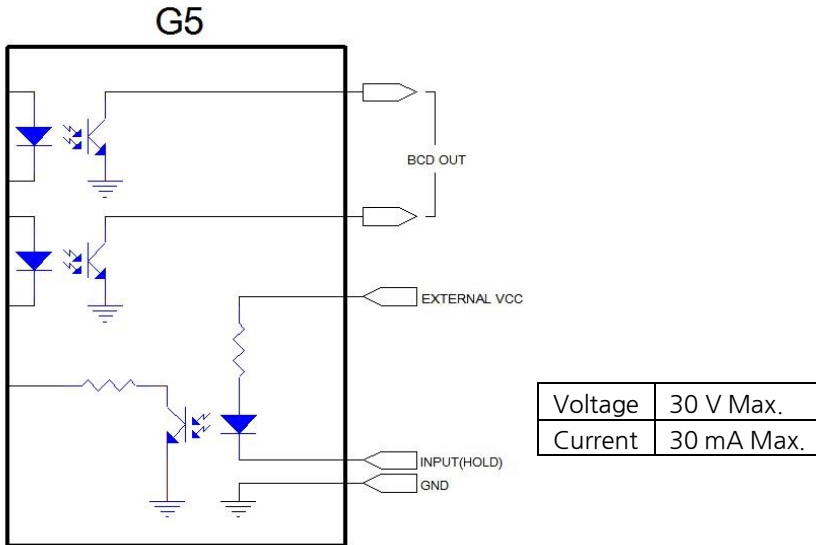 G5
BCD OUT
EXTERNAL VCC
Voltage 30 V Max.
Current 30 mA Max.
INPUT(HOLD)
GND